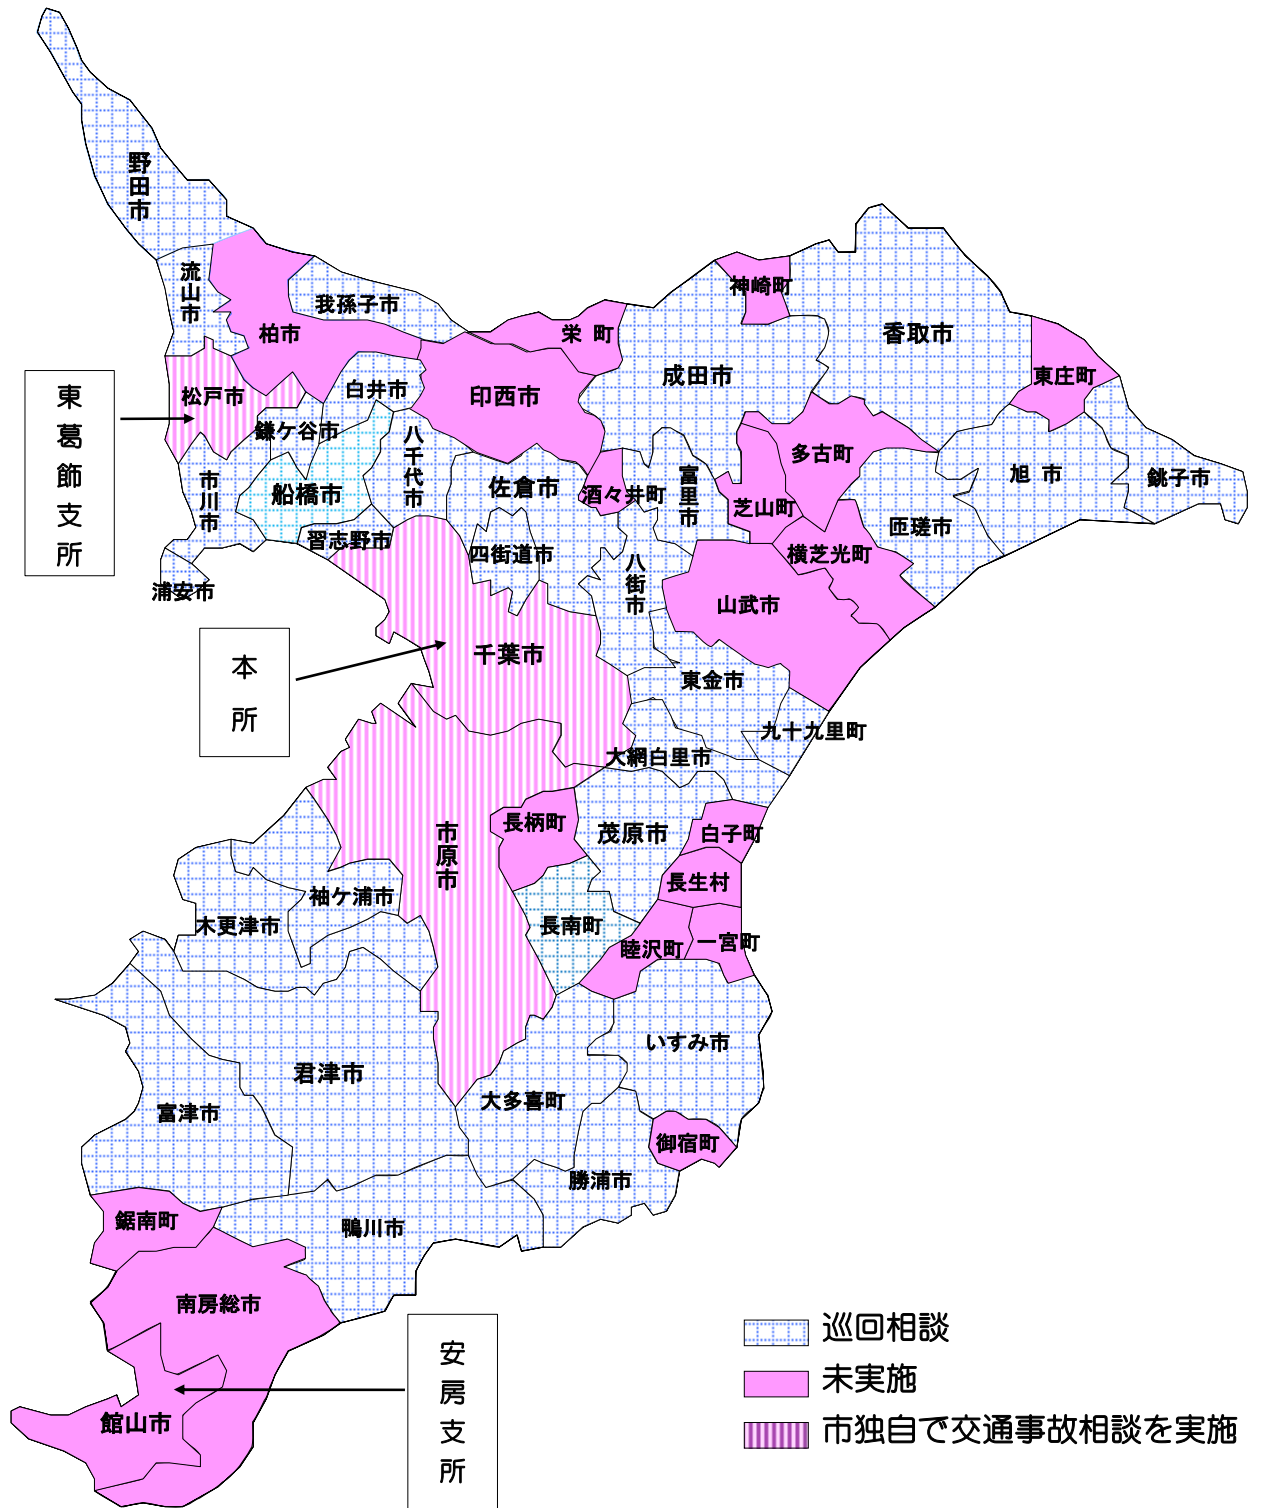 野田市
流山市
我孫子市
柏市
松戸市
白井市
鎌ケ谷市
市川市
船橋市
八千代市
習志野市
浦安市
東葛飾支所
栄町
印西市
神崎町
成田市
香取市
東庄町
多古町
旭市
銚子市
佐倉市
酒々井町
富里市
芝山町
匝瑳市
四街道市
八街市
横芝光町
山武市
千葉市
本所
東金市
九十九里町
大網白里市
市原市
長柄町
茂原市
白子町
長生村
袖ケ浦市
木更津市
長南町
睦沢町
一宮町
いすみ市
君津市
大多喜町
富津市
御宿町
勝浦市
鴨川市
鋸南町
南房総市
館山市
安房支所
巡回相談
未実施
市独自で交通事故相談を実施